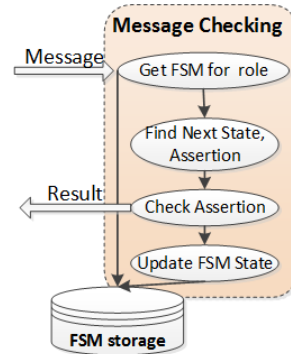 Message Checking
Message
Get FSM for role
Find Next State,
Assertion
Result
Check Assertion
Update FSM State
FSM storage